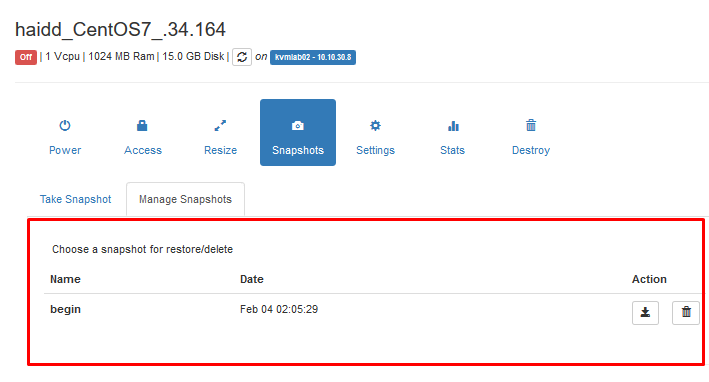 haidd_CentOS7_.34.164
Off | 1 Vcpu | 1024 MB Ram | 15.0 GB Disk | on kvmlab02 - 10.10.30.8
Power Access Resize Snapshots Settings Stats Destroy
Take Snapshot Manage Snapshots
Choose a snapshot for restore/delete
Name Date Action
begin Feb 04 02:05:29